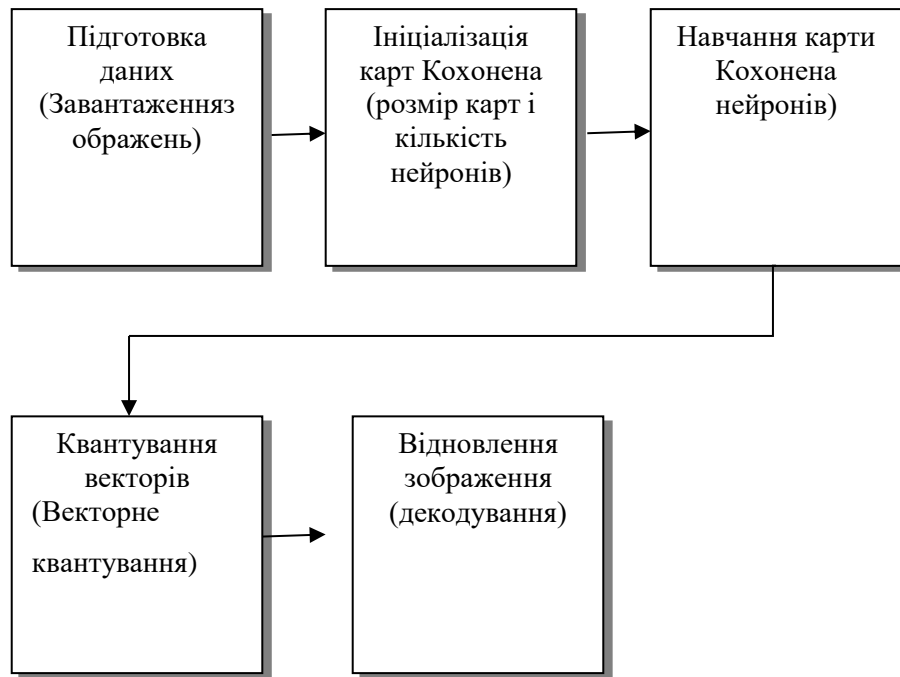 Підготовка
даних
(Завантаженняз
ображень)
Ініціалізація
карт Кохонена
(розмір карт і
кількість
нейронів)
Навчання карти
Кохонена
нейронів)
Квантування
векторів
(Векторне
квантування)
Відновлення
зображення
(декодування)